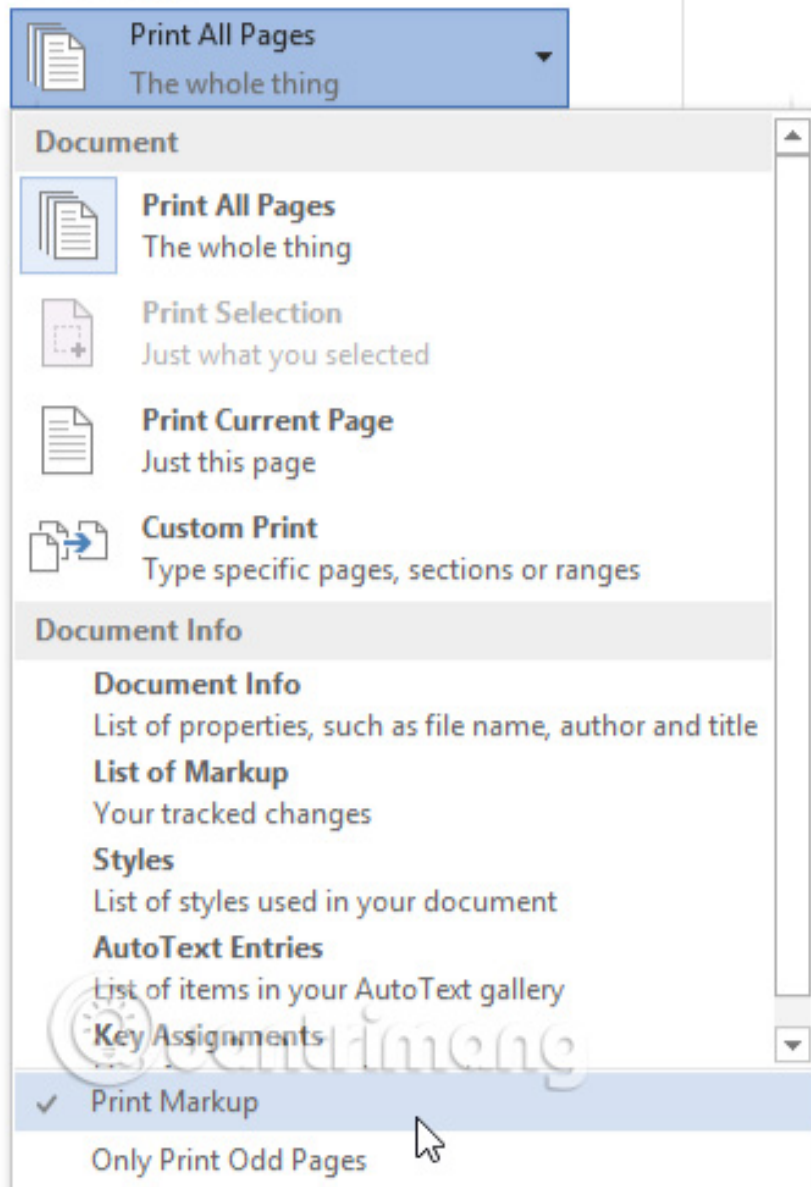 Print All Pages
The whole thing
Document
Print All Pages
The whole thing
Print Selection
Just what you selected
Print Current Page
Just this page
Custom Print
Type specific pages, sections or ranges
Document Info
Document Info
List of properties, such as file name, author and title
List of Markup
Your tracked changes
Styles
List of styles used in your document
AutoText Entries
List of items in your AutoText gallery
Key Assignments
uantrimang
Print Markup
Only Print Odd Pages